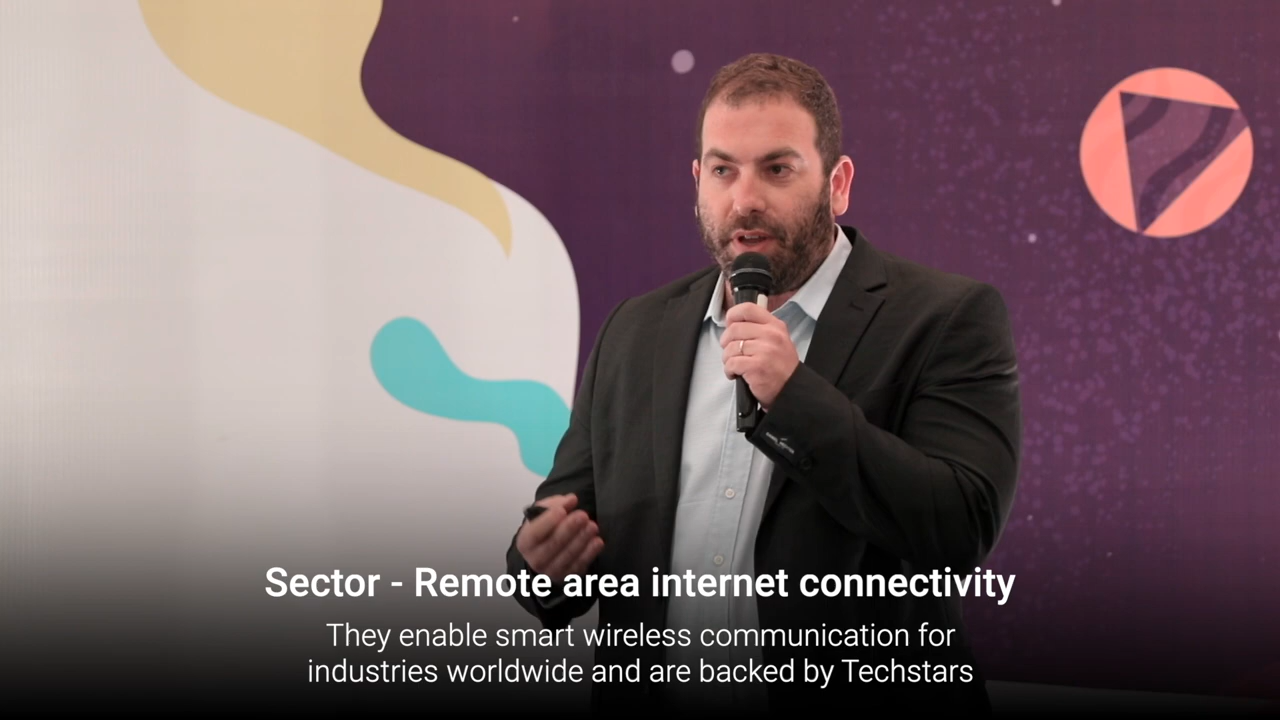 Sector - Remote area internet connectivity
They enable smart wireless communication for
industries worldwide and are backed by Techstars